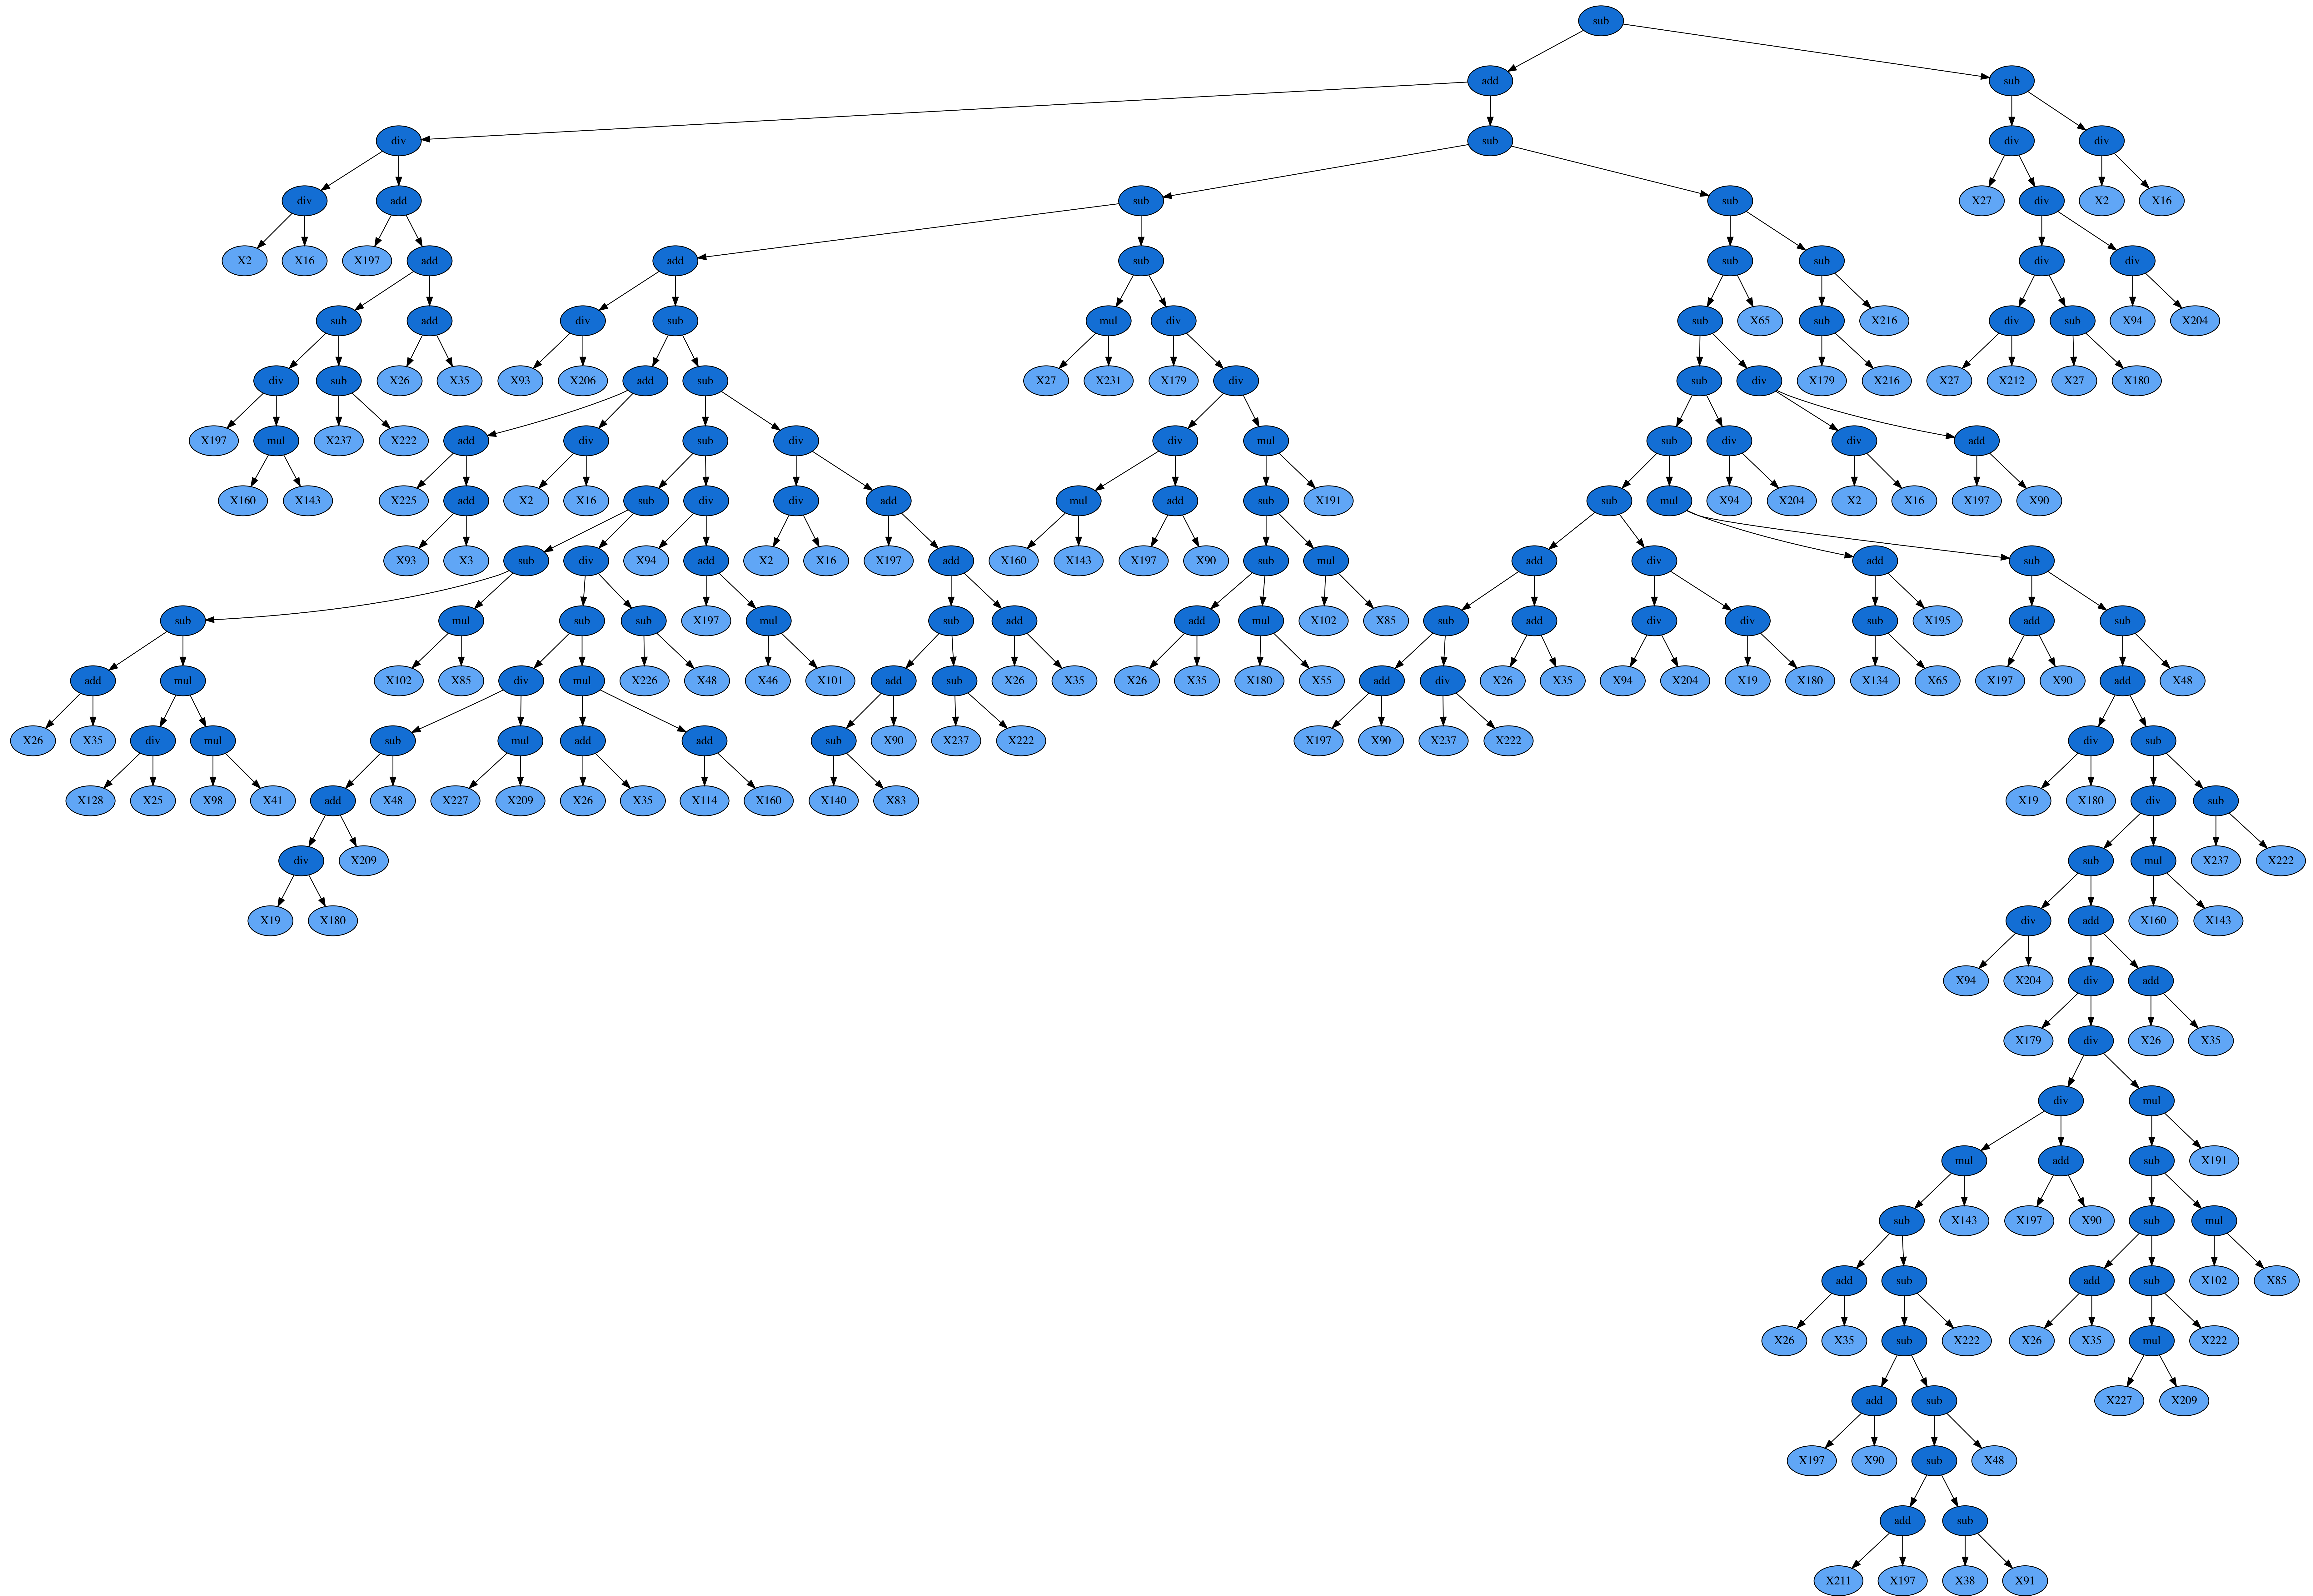 sub
add sub
div sub div div
div add sub sub X27 div X2 X16
X2 X16 X197 add add sub sub sub div div
sub add div sub mul div sub X65 sub X216 div sub X94 X204
div sub X26 X35 X93 X206 add sub X27 X231 X179 div sub div X179 X216 X27 X212 X27 X180
X197 mul X237 X222 add div sub div div mul sub div div add
X160 X143 X225 add X2 X16 sub div div add mul add sub X191 sub mul X94 X204 X2 X16 X197 X90
X93 X3 sub div X94 add X2 X16 X197 add X160 X143 X197 X90 sub mul add div add sub
sub mul sub sub X197 mul sub add add mul X102 X85 sub add div div sub X195 add sub
add mul X102 X85 div mul X226 X48 X46 X101 add sub X26 X35 X26 X35 X180 X55 add div X26 X35 X94 X204 X19 X180 X134 X65 X197 X90 add X48
X26 X35 div mul sub mul add add sub X90 X237 X222 X197 X90 X237 X222 div sub
X128 X25 X98 X41 add X48 X227 X209 X26 X35 X114 X160 X140 X83 X19 X180 div sub
div X209 sub mul X237 X222
X19 X180 div add X160 X143
X94 X204 div add
X179 div X26 X35
div mul
mul add sub X191
sub X143 X197 X90 sub mul
add sub add sub X102 X85
X26 X35 sub X222 X26 X35 mul X222
add sub X227 X209
X197 X90 sub X48
add sub
X211 X197 X38 X91